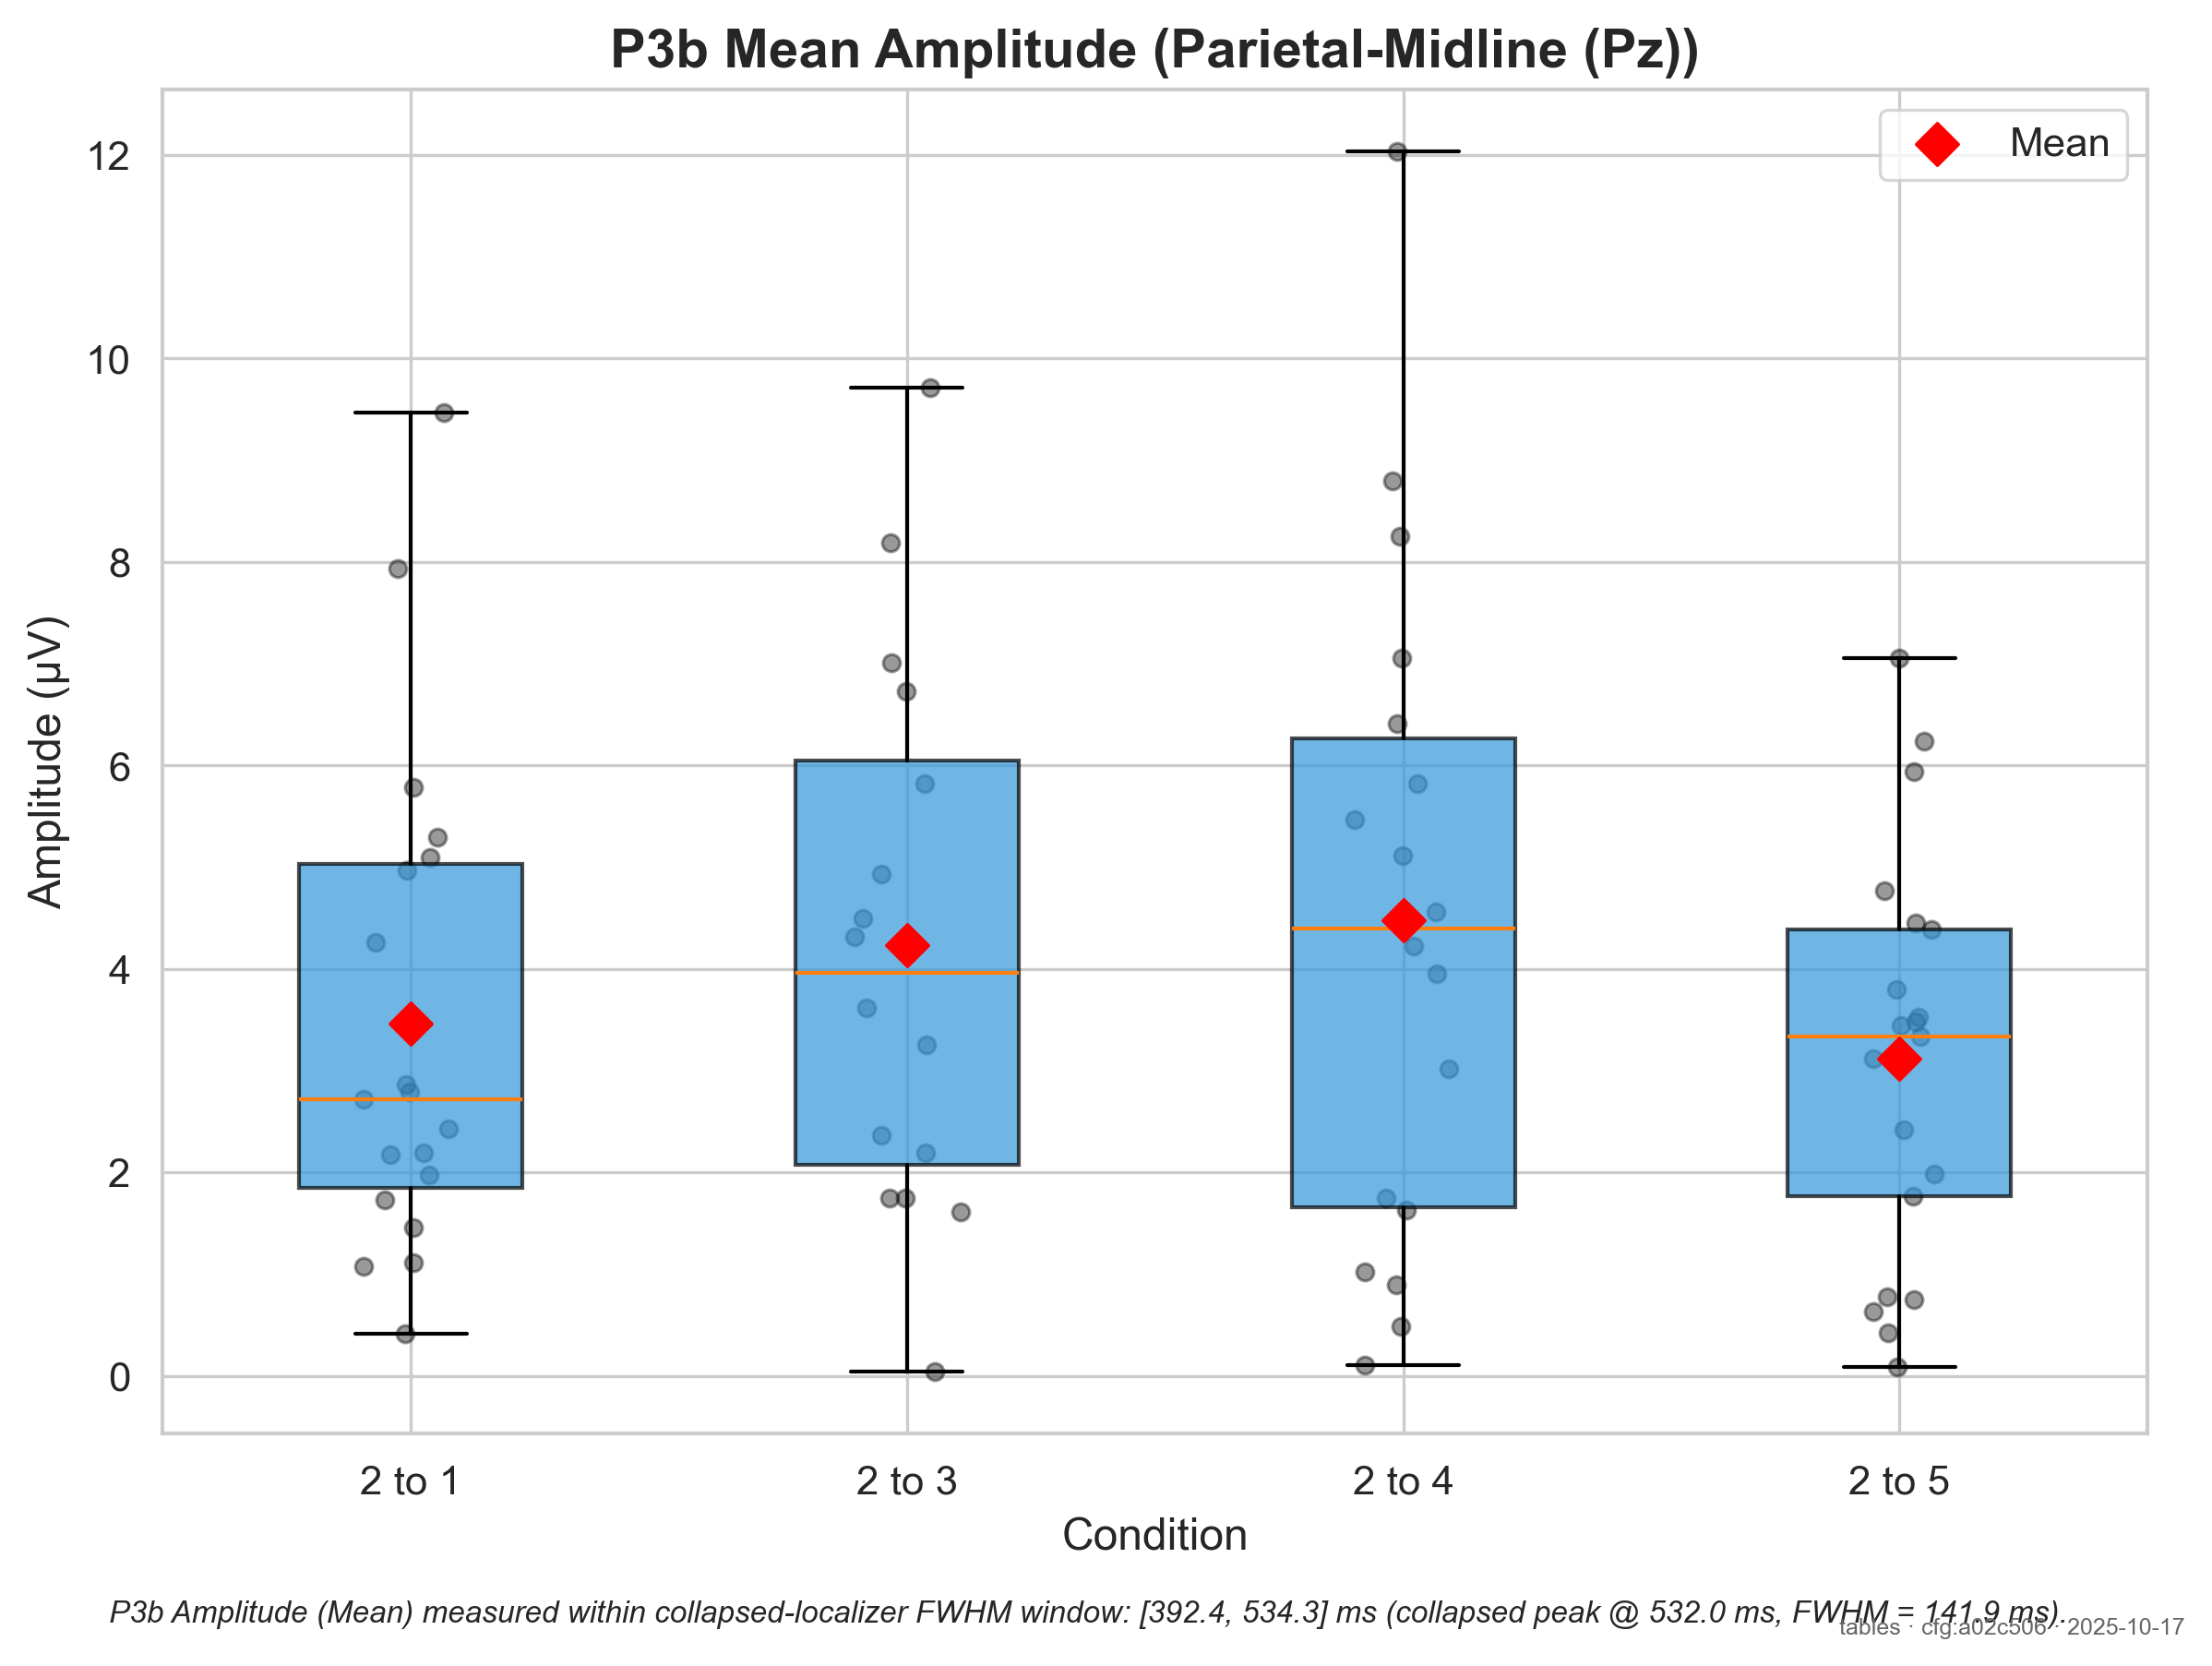 P3b Mean Amplitude (Parietal-Midline (Pz))
Mean
12
10
8
6
4
2
0
Amplitude (µV)
2 to 1
2 to 3
2 to 4
2 to 5
Condition
P3b Amplitude (Mean) measured within collapsed-localizer FWHM window: [392.4, 534.3] ms (collapsed peak @ 532.0 ms, FWHM = 141.9 ms).
tables · cfg:a02c506 · 2025-10-17